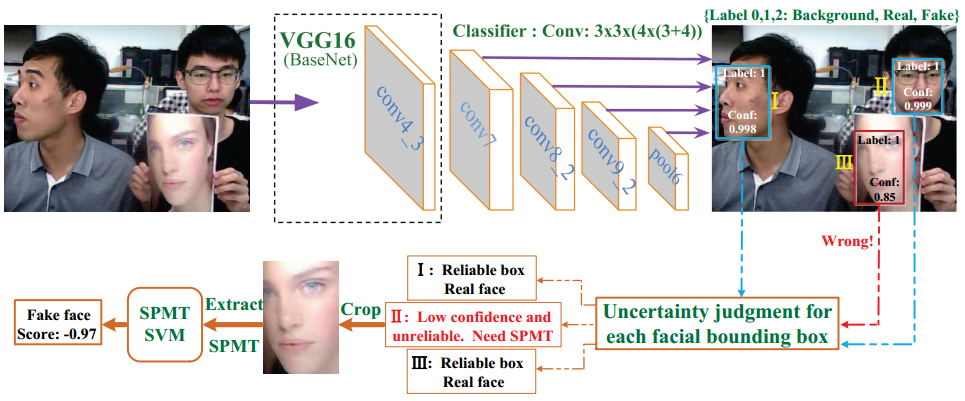 {Label 0,1,2: Background, Real, Fake}
VGG16
(BaseNet)
Classifier : Conv: 3x3x(4x(3+4))
conv4_3
conv7
conv8_2
conv9_2
pool6
Label: 1
I
Conf:
0.998
II
Label: 1
Conf:
0.999
III
Label: 1
Conf:
0.85
Wrong!
Fake face
Score: -0.97
SPMT
SVM
Extract
SPMT
Crop
I : Reliable box
Real face
II: Low confidence and
unreliable. Need SPMT
III: Reliable box
Real face
Uncertainty judgment for
each facial bounding box